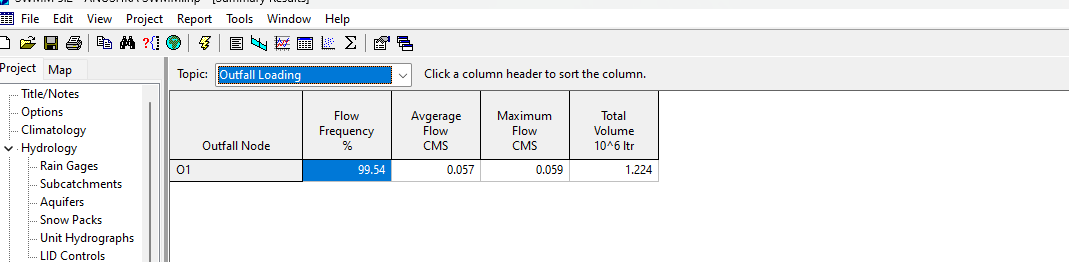 File Edit View Project Report Tools Window Help
Project Map
Topic: Outfall Loading Click a column header to sort the column.
Title/Notes
Options
Climatology
Hydrology
Rain Gages
Subcatchments
Aquifers
Snow Packs
Unit Hydrographs
LID Controls
Outfall Node
Flow
Frequency
%
Avgerage
Flow
CMS
Maximum
Flow
CMS
Total
Volume
10^6 ltr
O1 99.54 0.057 0.059 1.224